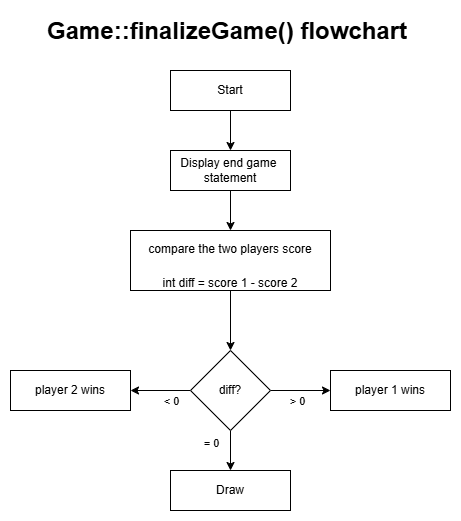 Game::finalizeGame() flowchart
Start
Display end game
statement
compare the two players score
int diff = score 1 - score 2
player 2 wins
< 0
diff?
> 0
player 1 wins
= 0
Draw